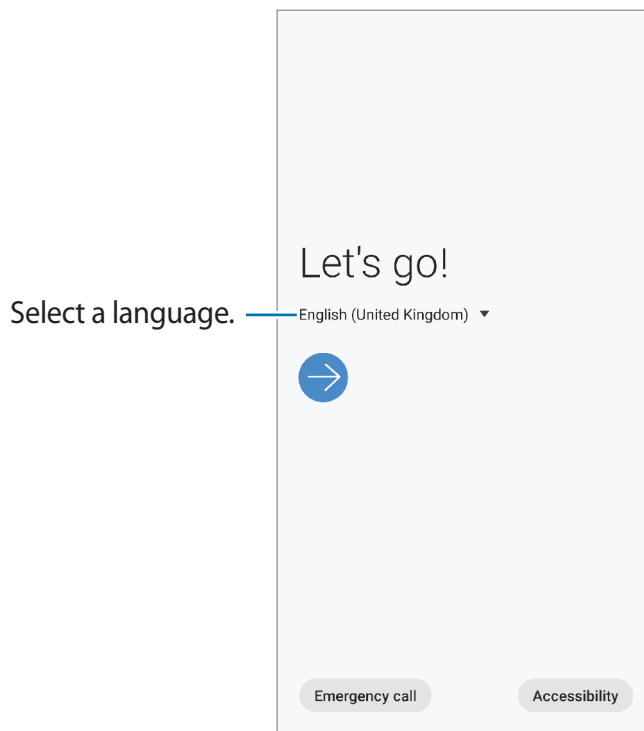 Let's go!
Select a language.
English (United Kingdom)
Emergency call
Accessibility